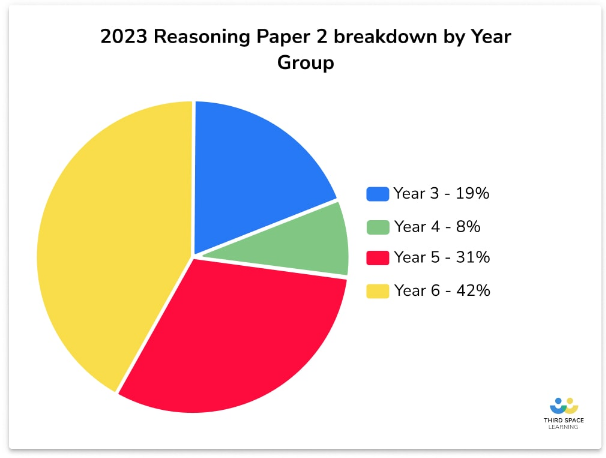 2023 Reasoning Paper 2 breakdown by Year
Group
Year 3 - 19%
Year 4 - 8%
Year 5 - 31%
Year 6 - 42%
THIRD SPACE
LEARNING